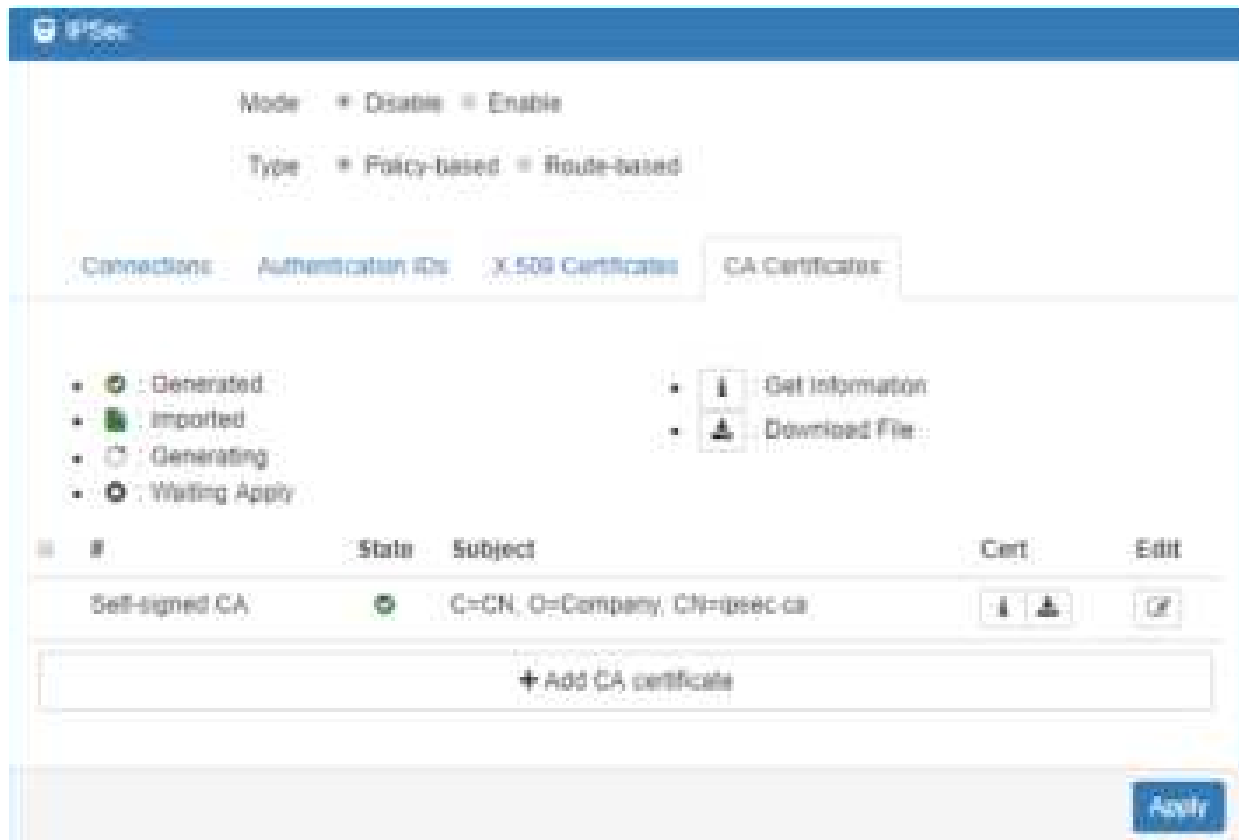 IPSec
Mode Disable Enable
Type Policy-based Route-based
Connections Authentication IDs X.509 Certificates CA Certificates
: Generated
: Imported
: Generating
: Waiting Apply
: Get Information
: Download File
# State Subject Cert Edit
Self-signed CA C=CN, O=Company, CN=ipsec.ca
+ Add CA certificate
Apply